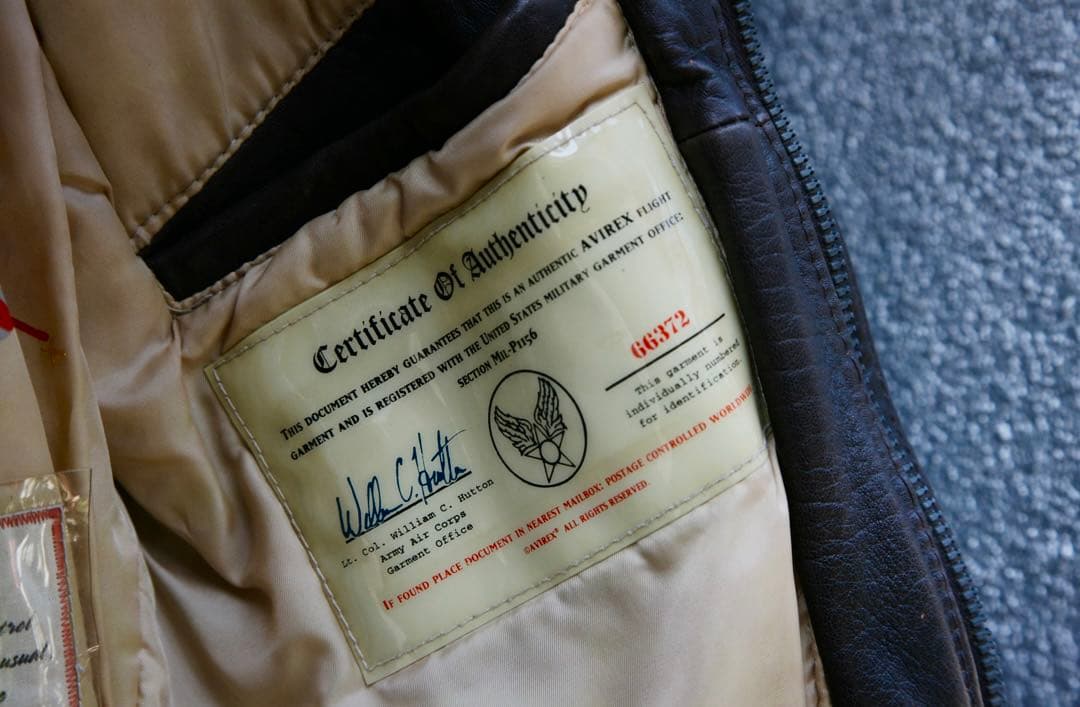 Certificate Of Authenticity
THIS DOCUMENT HEREBY GUARANTEES THAT THIS IS AN AUTHENTIC AVIREX FLIGHT
GARMENT AND IS REGISTERED WITH THE UNITED STATES MILITARY GARMENT OFFICE:
SECTION MIL-P1156
66372
This garment is
individually numbered
for identification.
Willam C. Hutton
Lt. Col. William C. Hutton
Army Air Corps
Garment Office
IF FOUND PLACE DOCUMENT IN NEAREST MAILBOX: POSTAGE CONTROLLED WORLDWIDE
©AVIREX® ALL RIGHTS RESERVED.
usual